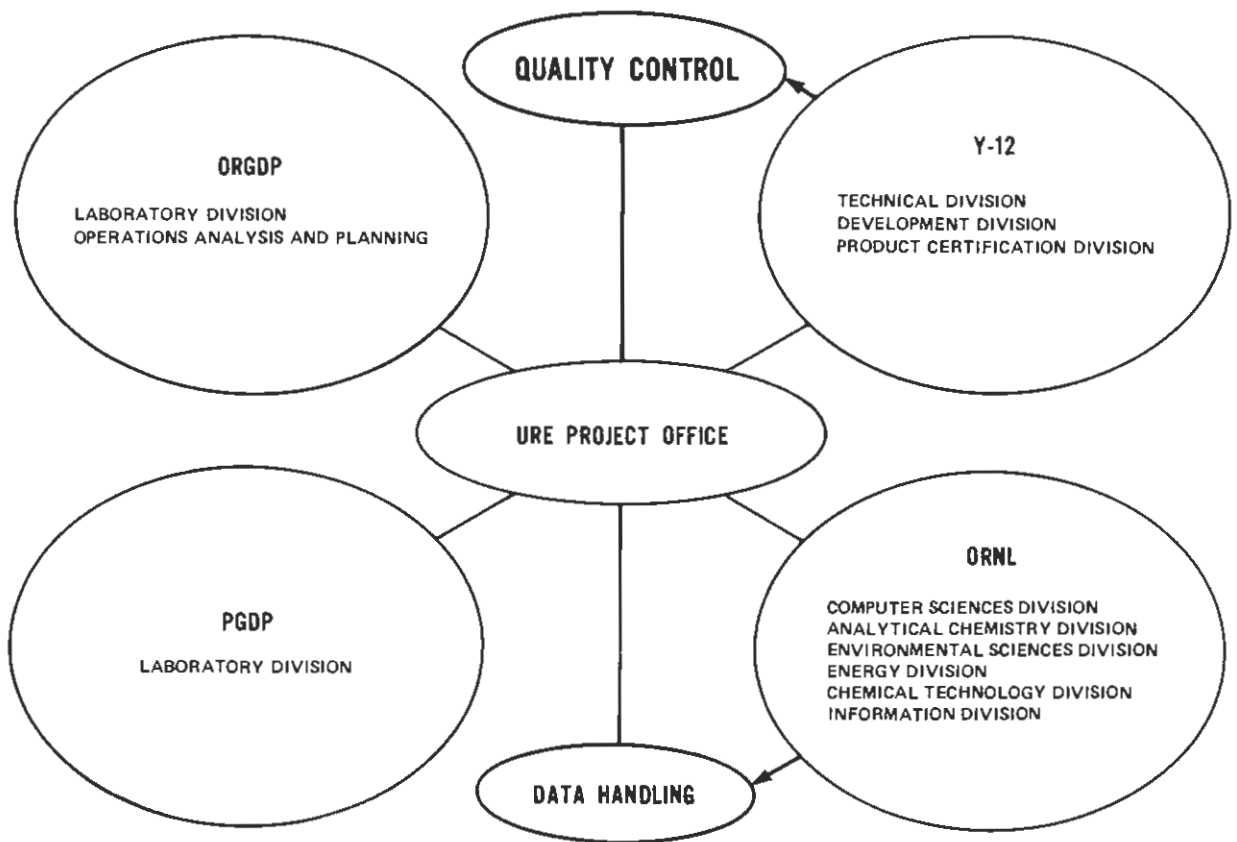 QUALITY CONTROL
ORGDP
LABORATORY DIVISION
OPERATIONS ANALYSIS AND PLANNING
Y-12
TECHNICAL DIVISION
DEVELOPMENT DIVISION
PRODUCT CERTIFICATION DIVISION
URE PROJECT OFFICE
PGDP
LABORATORY DIVISION
ORNL
COMPUTER SCIENCES DIVISION
ANALYTICAL CHEMISTRY DIVISION
ENVIRONMENTAL SCIENCES DIVISION
ENERGY DIVISION
CHEMICAL TECHNOLOGY DIVISION
INFORMATION DIVISION
DATA HANDLING